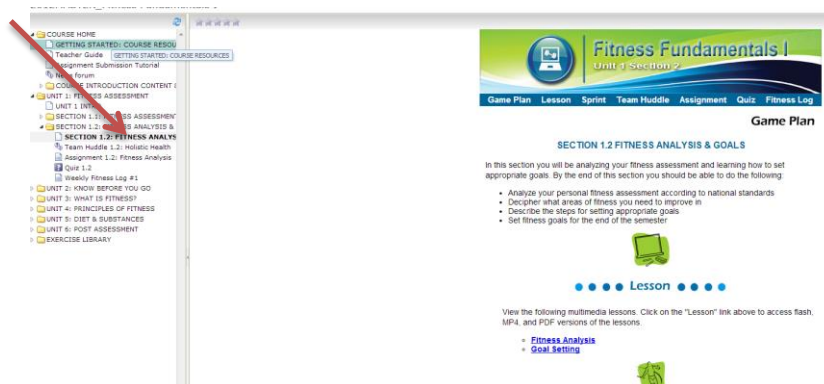 COURSE HOME
GETTING STARTED: COURSE RESOU
Teacher Guide
GETTING STARTED: COURSE RESOURCES
Assignment Submission Tutorial
forum
COURSE INTRODUCTION CONTENT
UNIT 1: FITNESS ASSESSMENT
UNIT 1
SECTION 1.1: ASSESSMEN
SECTION 1.2: ANALYSIS &
SECTION 1.2: FITNESS ANALYS
Team Huddle 1.2: Holistic Health
Assignment 1.2: Fitness Analysis
Quiz 1.2
Weekly Fitness Log #1
UNIT 2: KNOW BEFORE YOU GO
UNIT 3: WHAT IS FITNESS?
UNIT 4: PRINCIPLES OF FITNESS
UNIT 5: DIET & SUBSTANCES
UNIT 6: POST ASSESSMENT
EXERCISE LIBRARY
Fitness Fundamentals I
Unit 1 Section 2
Game Plan Lesson Sprint Team Huddle Assignment Quiz Fitness Log
Game Plan
SECTION 1.2 FITNESS ANALYSIS & GOALS
In this section you will be analyzing your fitness assessment and learning how to set
appropriate goals. By the end of this section you should be able to do the following:
Analyze your personal fitness assessment according to national standards
Decipher what areas of fitness you need to improve in
Describe the steps for setting appropriate goals
Set fitness goals for the end of the semester
Lesson
View the following multimedia lessons. Click on the "Lesson" link above to access flash,
MP4, and PDF versions of the lessons.
Fitness Analysis
Goal Setting